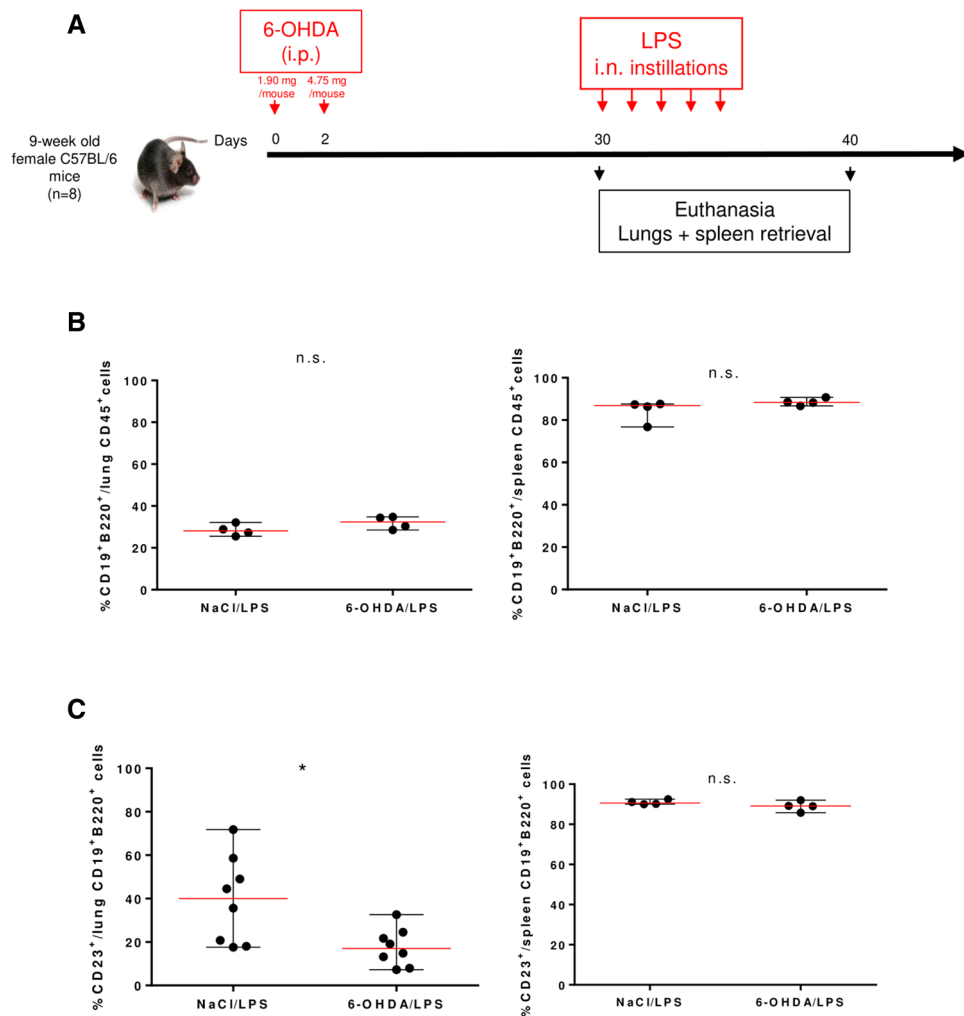 A
6-OHDA
(i.p.)
1.90 mg
/mouse
4.75 mg
/mouse
LPS
i.n. instillations
9-week old
female C57BL/6
mice
(n=8)
Days
0
2
30
40
Euthanasia
Lungs + spleen retrieval
B
%CD19⁺B220⁺/lung CD45⁺cells
100
80
60
40
20
0
n.s.
NaCl/LPS
6-OHDA/LPS
%CD19⁺B220⁺/spleen CD45⁺cells
100
80
60
40
20
0
n.s.
NaCl/LPS
6-OHDA/LPS
C
%CD23⁺/lung CD19⁺B220⁺ cells
100
80
60
40
20
0
*
NaCl/LPS
6-OHDA/LPS
%CD23⁺/spleen CD19⁺B220⁺ cells
100
80
60
40
20
0
n.s.
NaCl/LPS
6-OHDA/LPS